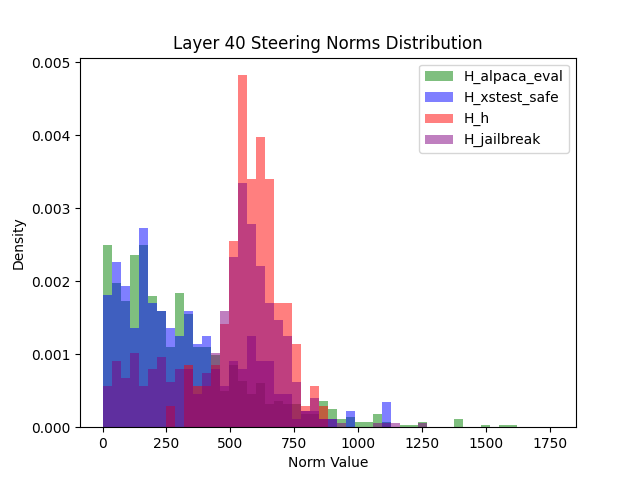 Layer 40 Steering Norms Distribution
H_alpaca_eval
H_xstest_safe
H_h
H_jailbreak
0.005
0.004
0.003
0.002
0.001
0.000
Density
0 250 500 750 1000 1250 1500 1750
Norm Value